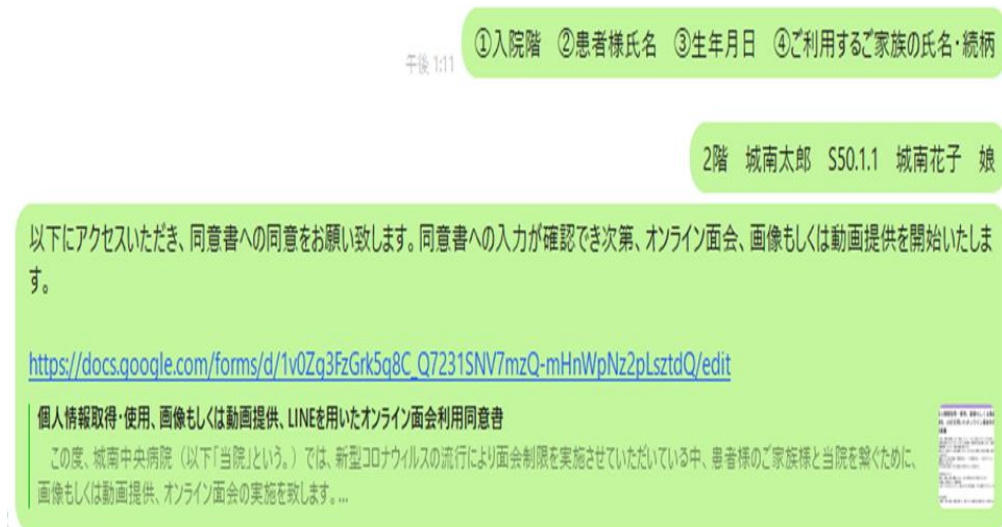 ①入院階　②患者様氏名　③生年月日　④ご利用するご家族の氏名・続柄
午後 1:11
2階　城南太郎　S50.1.1　城南花子　娘
以下にアクセスいただき、同意書への同意をお願い致します。同意書への入力が確認でき次第、オンライン面会、画像もしくは動画提供を開始いたしま
す。
https://docs.google.com/forms/d/1v0Zg3FzGrk5q8C_Q7231SNV7mzQ-mHnWpNz2pLsztdQ/edit
個人情報取得・使用、画像もしくは動画提供、LINEを用いたオンライン面会利用同意書
この度、城南中央病院（以下「当院」という。）では、新型コロナウィルスの流行により面会制限を実施させていただいている中、患者様のご家族様と当院を繋ぐために、
画像もしくは動画提供、オンライン面会の実施を致します。...